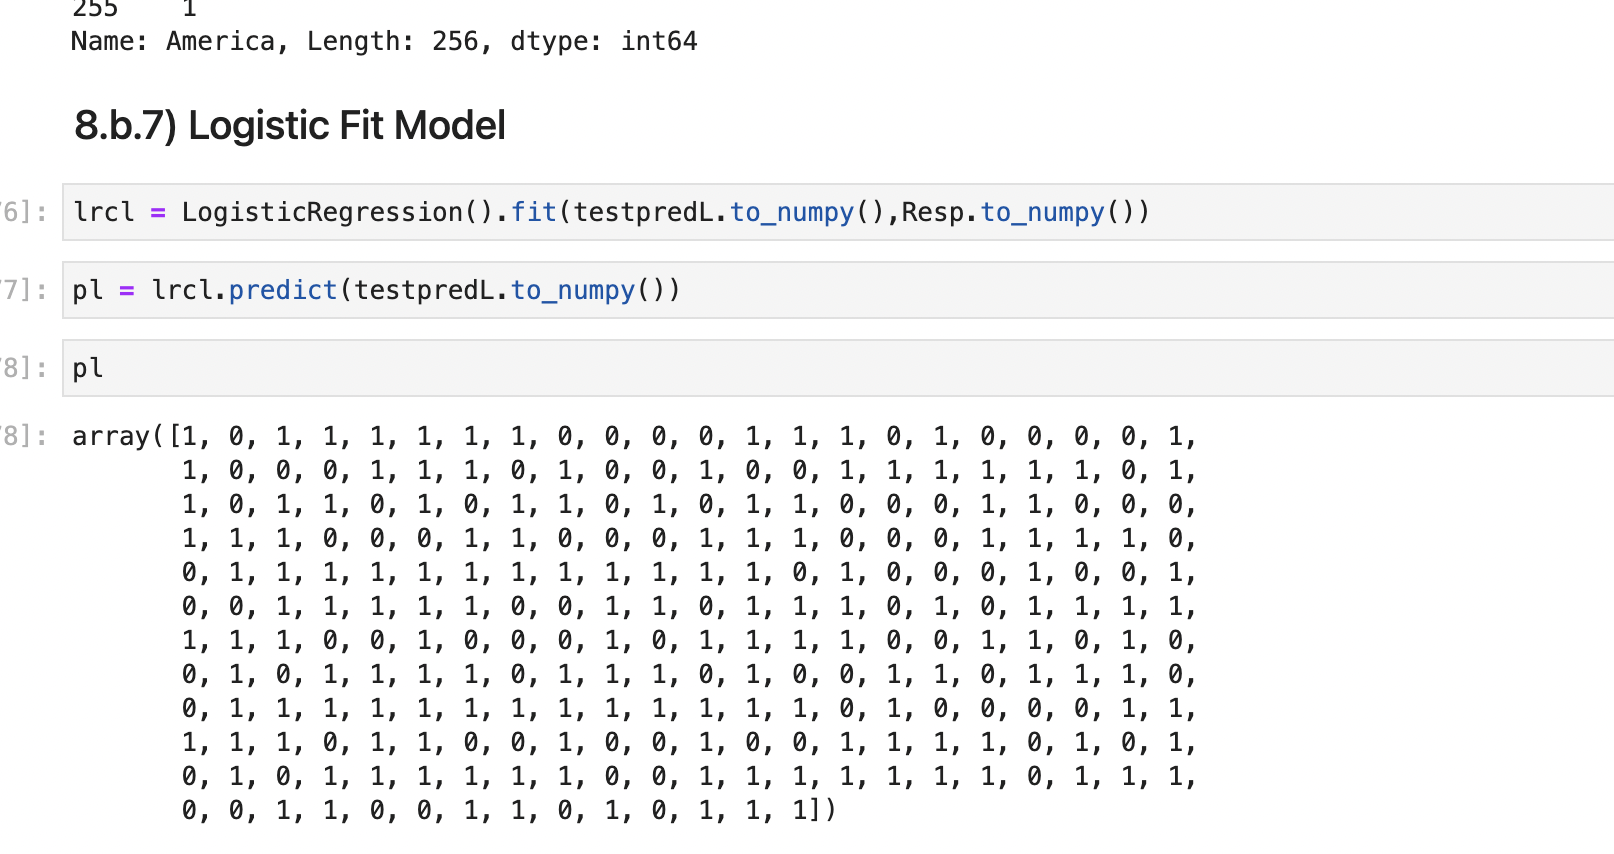 255    1
Name: America, Length: 256, dtype: int64
8.b.7) Logistic Fit Model
6]: lrcl = LogisticRegression().fit(testpredL.to_numpy(),Resp.to_numpy())
7]: pl = lrcl.predict(testpredL.to_numpy())
8]: pl
8]: array([1, 0, 1, 1, 1, 1, 1, 1, 0, 0, 0, 0, 1, 1, 1, 0, 1, 0, 0, 0, 0, 1,
1, 0, 0, 0, 1, 1, 1, 0, 1, 0, 0, 1, 0, 0, 1, 1, 1, 1, 1, 1, 0, 1,
1, 0, 1, 1, 0, 1, 0, 1, 1, 0, 1, 0, 1, 1, 0, 0, 0, 1, 1, 0, 0, 0,
1, 1, 1, 0, 0, 0, 1, 1, 0, 0, 0, 1, 1, 1, 0, 0, 0, 1, 1, 1, 1, 0,
0, 1, 1, 1, 1, 1, 1, 1, 1, 1, 1, 1, 1, 0, 1, 0, 0, 0, 1, 0, 0, 1,
0, 0, 1, 1, 1, 1, 1, 0, 0, 1, 1, 0, 1, 1, 1, 0, 1, 0, 1, 1, 1, 1,
1, 1, 1, 0, 0, 1, 0, 0, 0, 1, 0, 1, 1, 1, 1, 0, 0, 1, 1, 0, 1, 0,
0, 1, 0, 1, 1, 1, 1, 0, 1, 1, 1, 0, 1, 0, 0, 1, 1, 0, 1, 1, 1, 0,
0, 1, 1, 1, 1, 1, 1, 1, 1, 1, 1, 1, 1, 1, 0, 1, 0, 0, 0, 0, 1, 1,
1, 1, 1, 0, 1, 1, 0, 0, 1, 0, 0, 1, 0, 0, 1, 1, 1, 1, 0, 1, 0, 1,
0, 1, 0, 1, 1, 1, 1, 1, 1, 0, 0, 1, 1, 1, 1, 1, 1, 1, 0, 1, 1, 1,
0, 0, 1, 1, 0, 0, 1, 1, 0, 1, 0, 1, 1, 1])